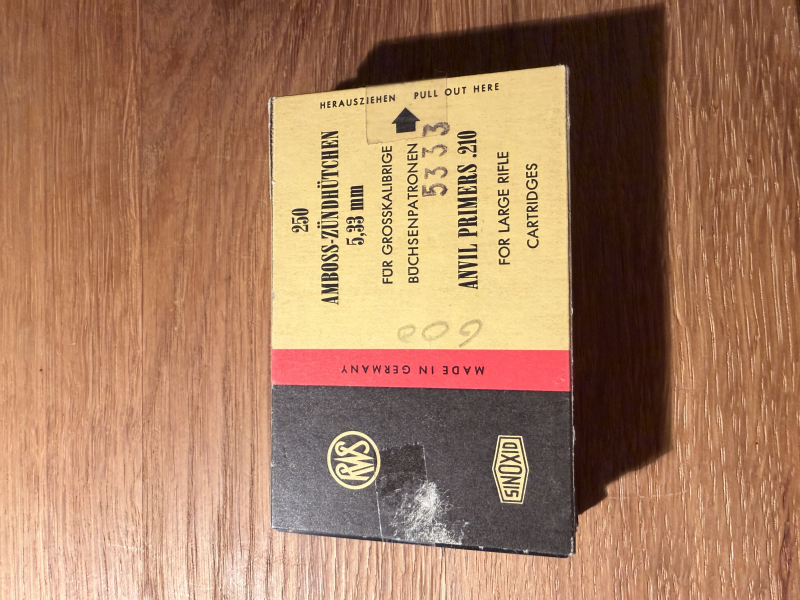 HERAUSZIEHEN PULL OUT HERE
250
AMBOSS-ZÜNDHÜTCHEN
5,33 mm
FÜR GROSSKALIBRIGE
BÜCHSENPATRONEN
5333
ANVIL PRIMERS .210
FOR LARGE RIFLE
CARTRIDGES
600
MADE IN GERMANY
RWS
SINOXID